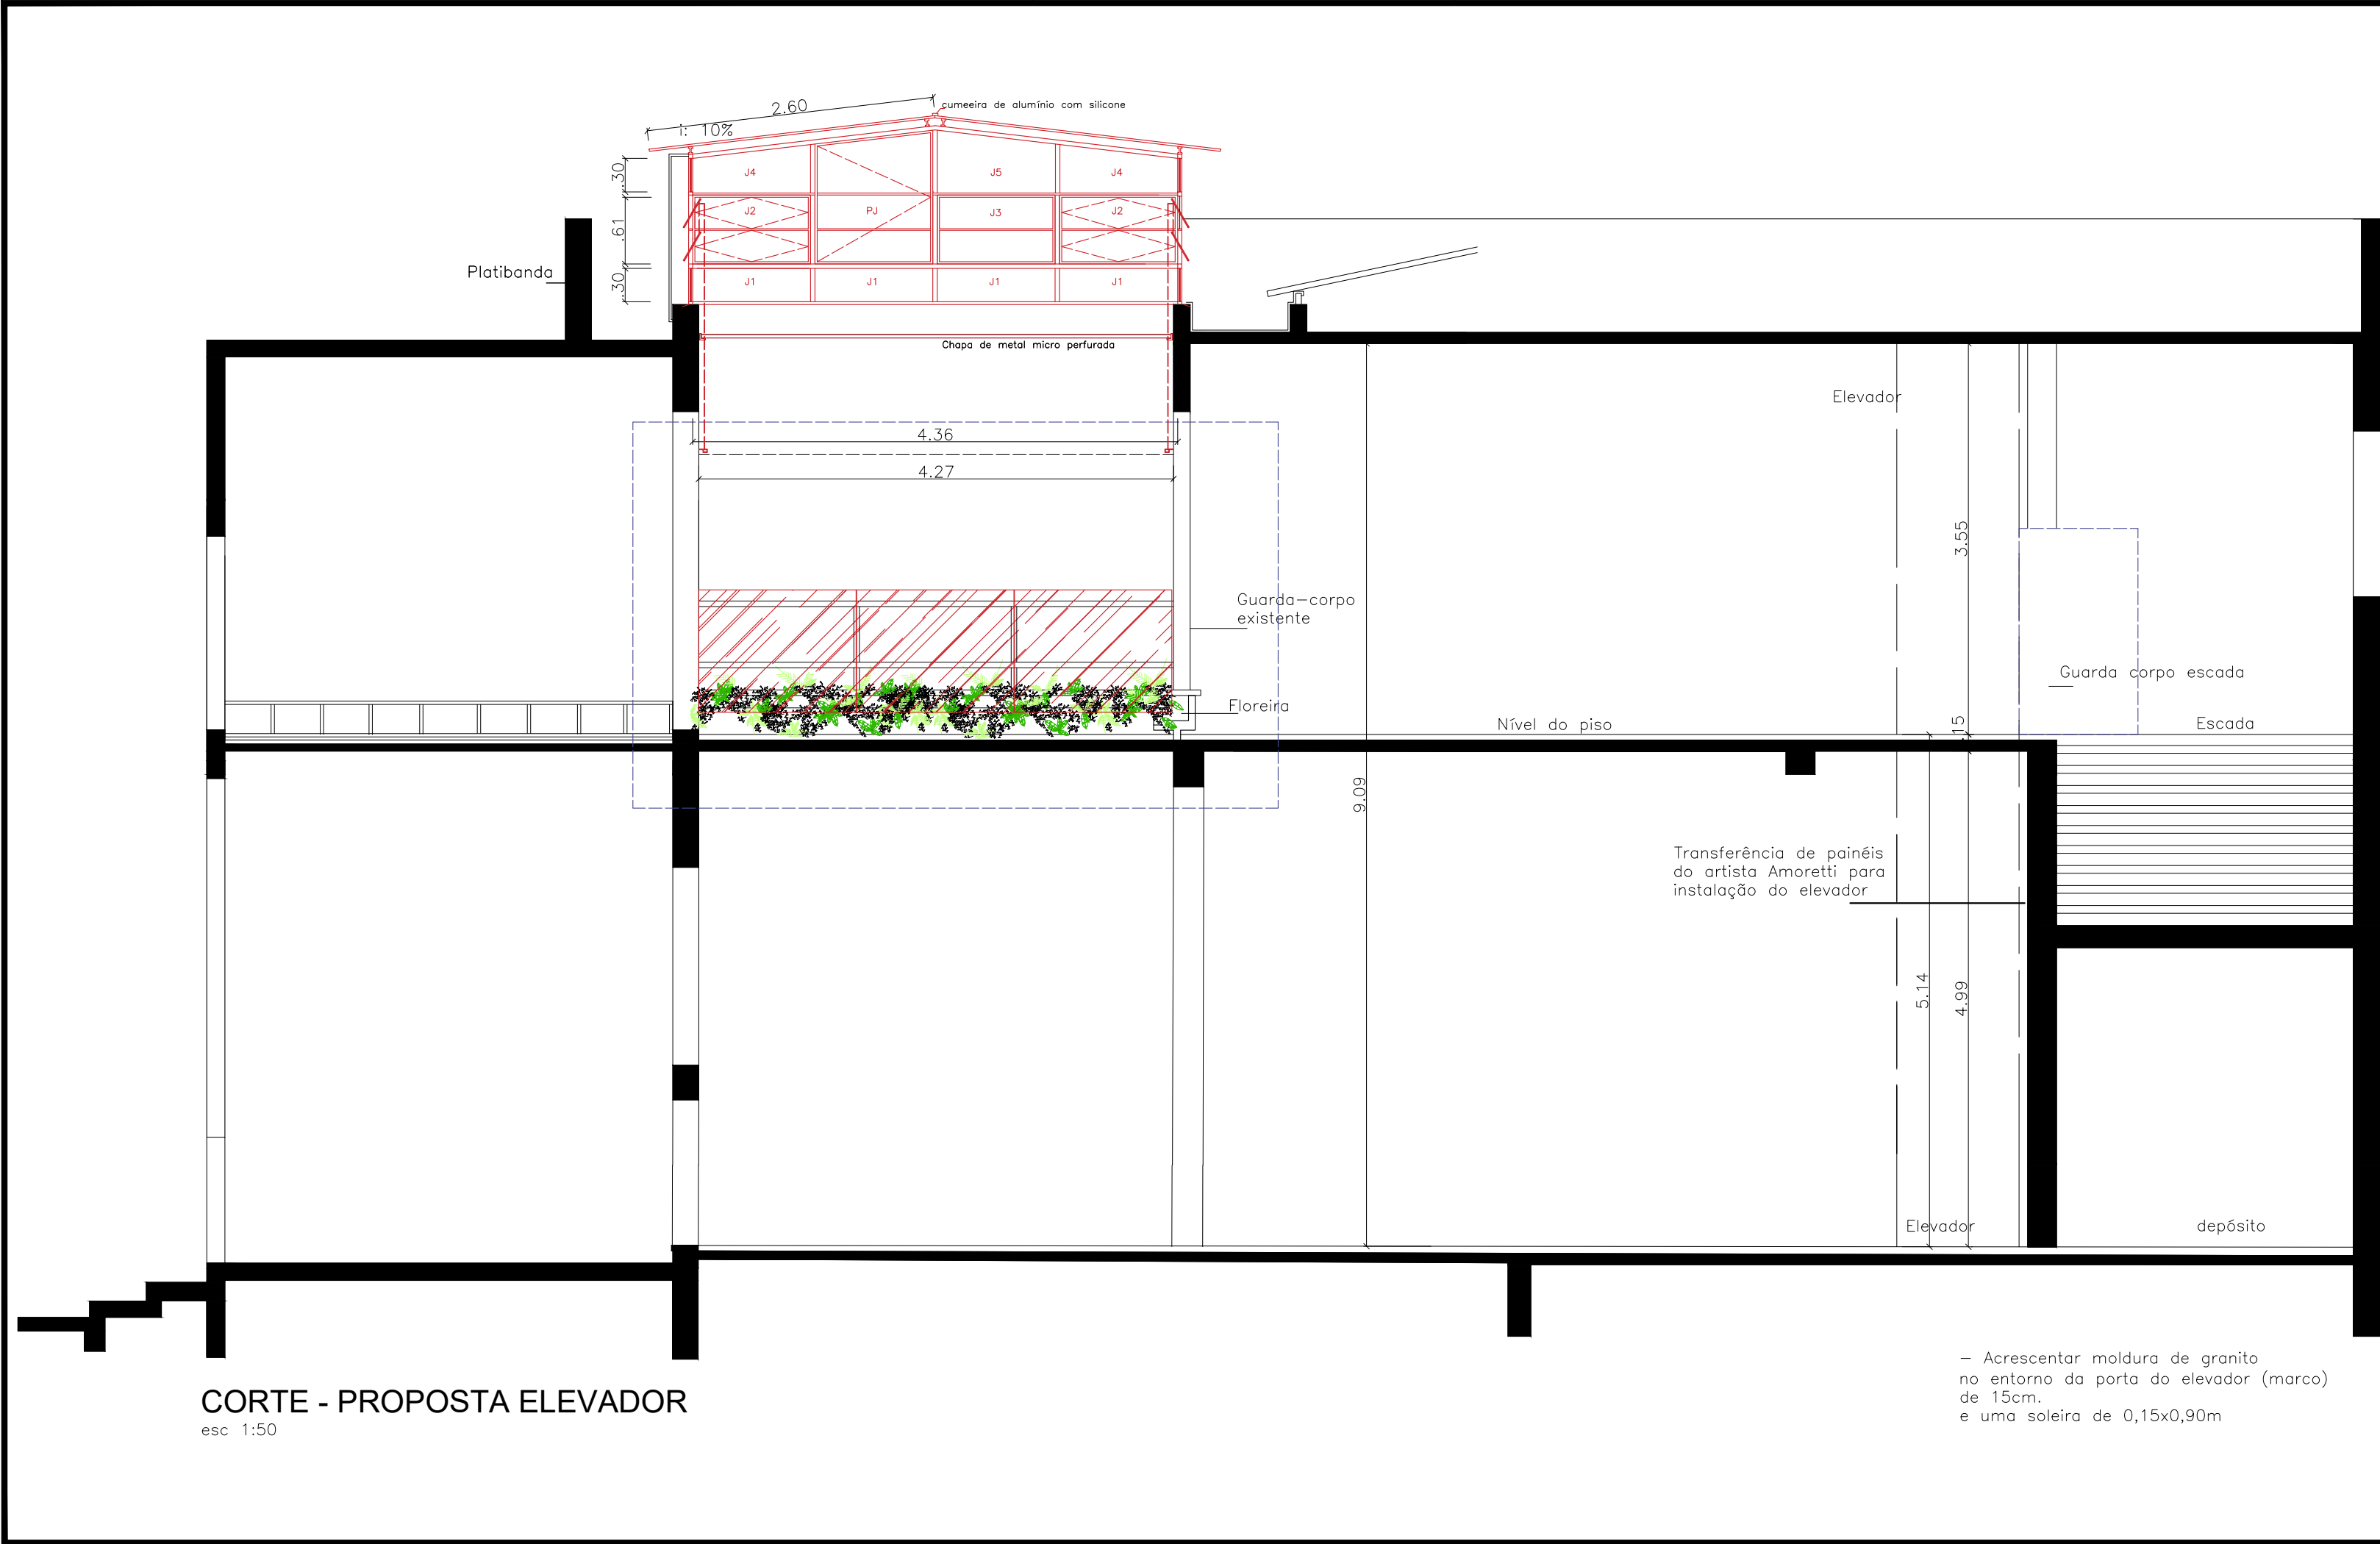 2.60
cumeeira de alumínio com silicone
i: 10%
.30
J4
J5
J4
.61
J2
PJ
J3
J2
Platibanda
.30
J1
J1
J1
J1
Chapa de metal micro perfurada
Elevador
4.36
4.27
3.55
Guarda-corpo
existente
Guarda corpo escada
Floreira
Nível do piso
.15
Escada
9.09
Transferência de painéis
do artista Amoretti para
instalação do elevador
5.14
4.99
Elevador
depósito
CORTE - PROPOSTA ELEVADOR
esc 1:50
- Acrescentar moldura de granito
no entorno da porta do elevador (marco)
de 15cm.
e uma soleira de 0,15x0,90m